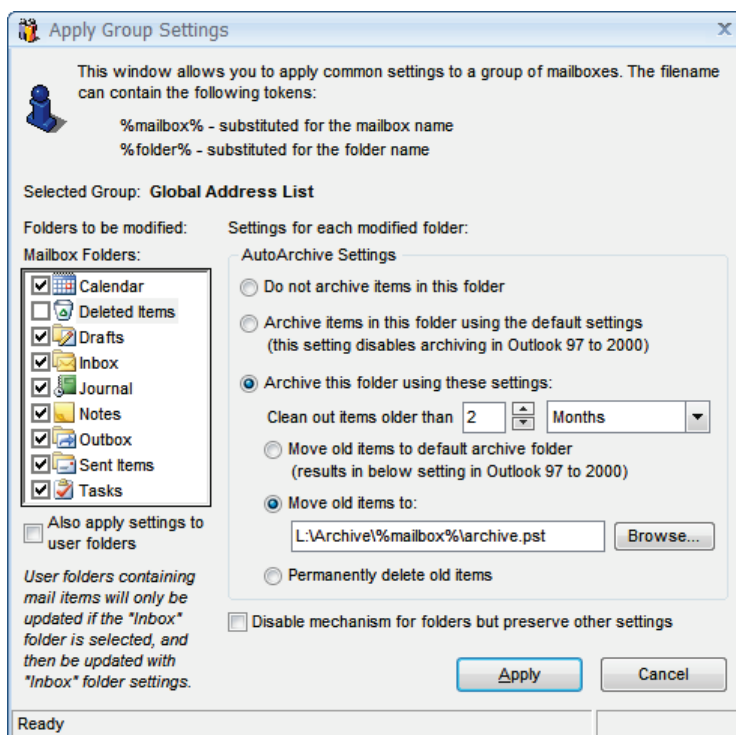 Apply Group Settings
This window allows you to apply common settings to a group of mailboxes. The filename
can contain the following tokens:
%mailbox% - substituted for the mailbox name
%folder% - substituted for the folder name
Selected Group: Global Address List
Folders to be modified:
Mailbox Folders:
Calendar
Deleted Items
Drafts
Inbox
Journal
Notes
Outbox
Sent Items
Tasks
Also apply settings to
user folders
User folders containing
mail items will only be
updated if the "Inbox"
folder is selected, and
then be updated with
"Inbox" folder settings.
Settings for each modified folder:
AutoArchive Settings
Do not archive items in this folder
Archive items in this folder using the default settings
(this setting disables archiving in Outlook 97 to 2000)
Archive this folder using these settings:
Clean out items older than 2 Months
Move old items to default archive folder
(results in below setting in Outlook 97 to 2000)
Move old items to:
L:\Archive\%mailbox%\archive.pst Browse...
Permanently delete old items
Disable mechanism for folders but preserve other settings
Apply Cancel
Ready